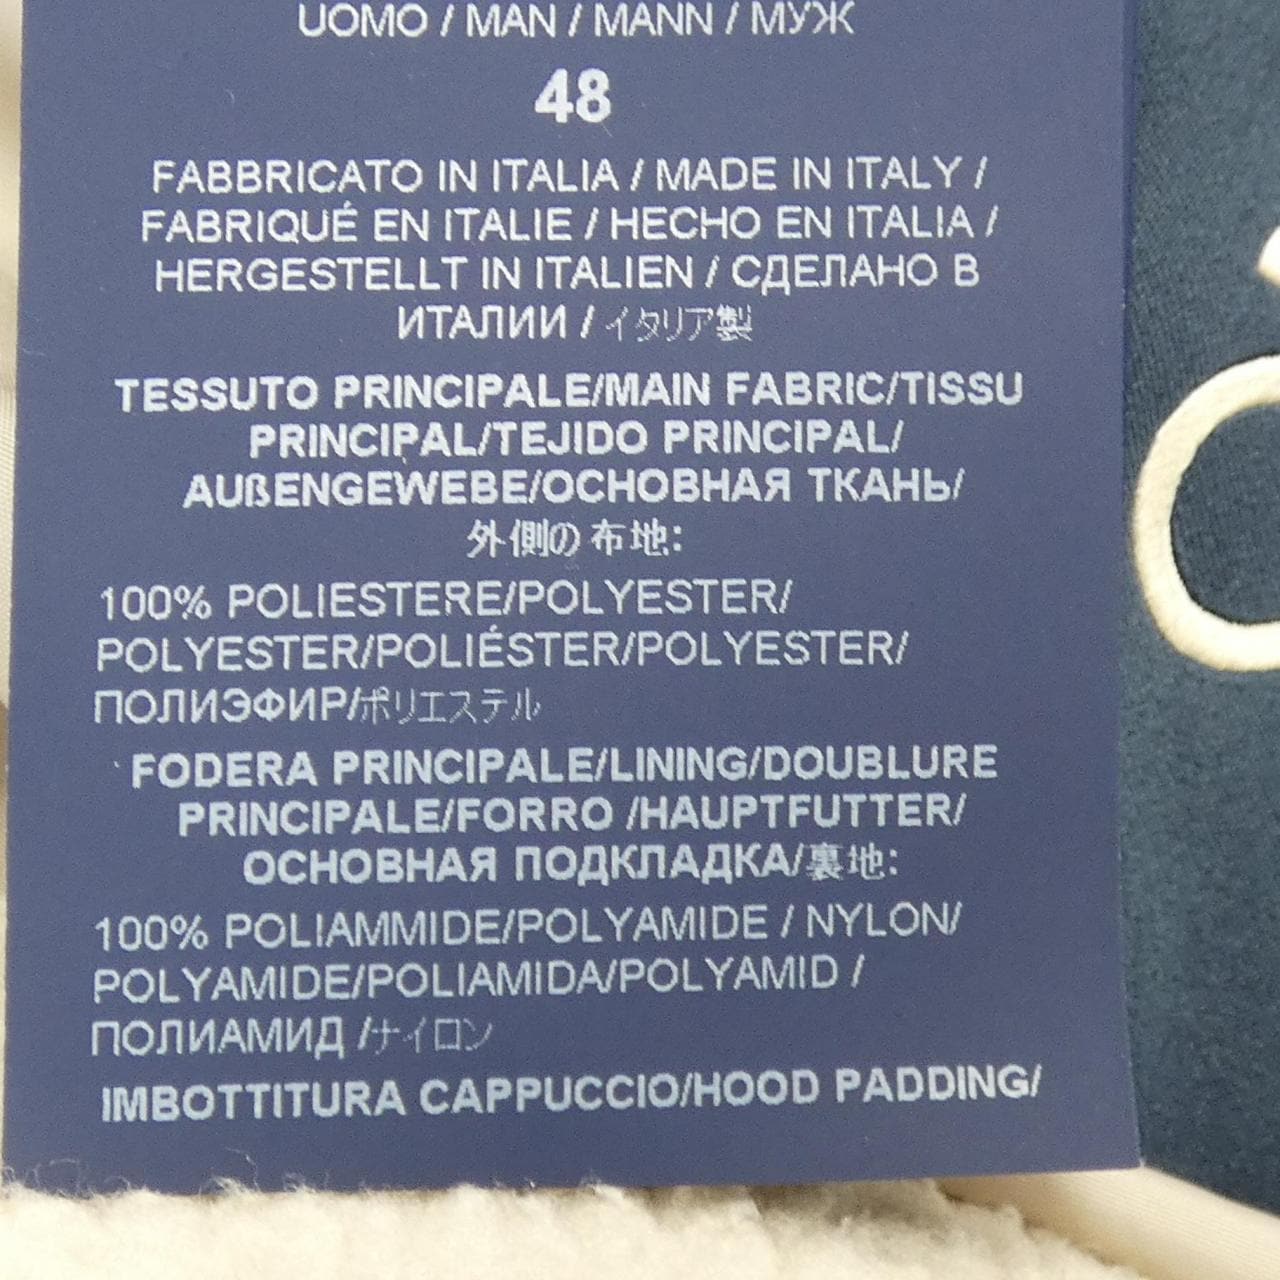 UOMO / MAN / MANN / МУЖ
48
FABBRICATO IN ITALIA / MADE IN ITALY /
FABRIQUÉ EN ITALIE / HECHO EN ITALIA /
HERGESTELLT IN ITALIEN / СДЕЛАНО В
ИТАЛИИ / イタリア製
TESSUTO PRINCIPALE/MAIN FABRIC/TISSU
PRINCIPAL/TEJIDO PRINCIPAL/
AUßENGEWEBE/ОСНОВНАЯ ТКАНЬ/
外側の 布地:
100% POLIESTERE/POLYESTER/
POLYESTER/POLIÉSTER/POLYESTER/
ПОЛИЭФИР/ポリエステル
FODERA PRINCIPALE/LINING/DOUBLURE
PRINCIPALE/FORRO /HAUPTFUTTER/
ОСНОВНАЯ ПОДКЛАДКА/裏地:
100% POLIAMMIDE/POLYAMIDE / NYLON/
POLYAMIDE/POLIAMIDA/POLYAMID /
ПОЛИАМИД /ナイロン
IMBOTTITURA CAPPUCCIO/HOOD PADDING/